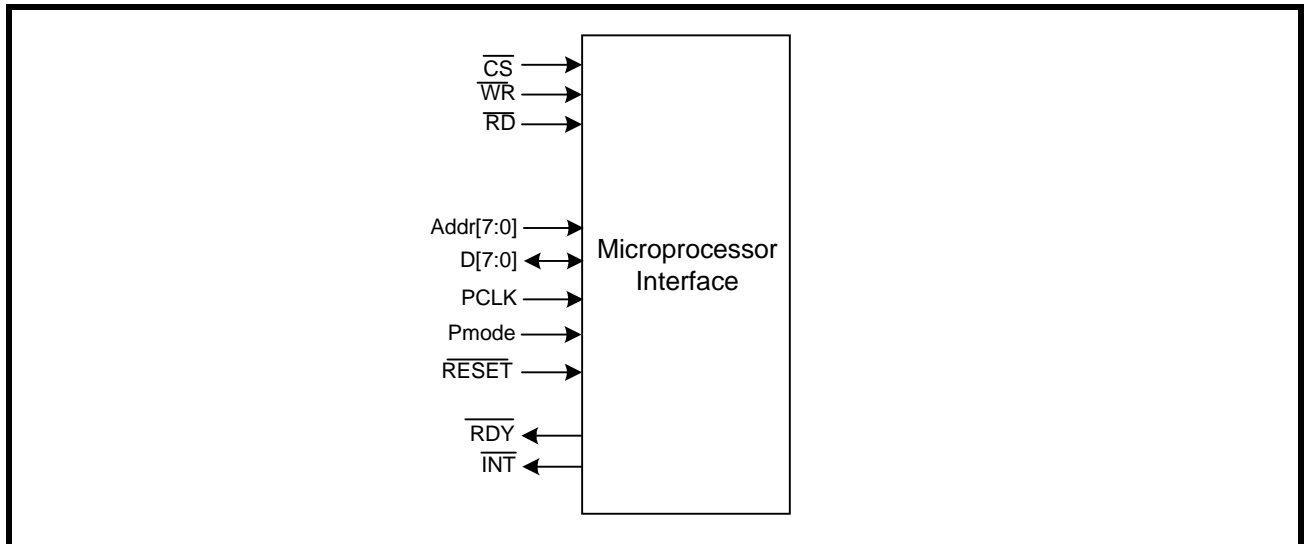 CS
WR
RD
Addr[7:0]
D[7:0]
Microprocessor
Interface
PCLK
Pmode
RESET
RDY
INT